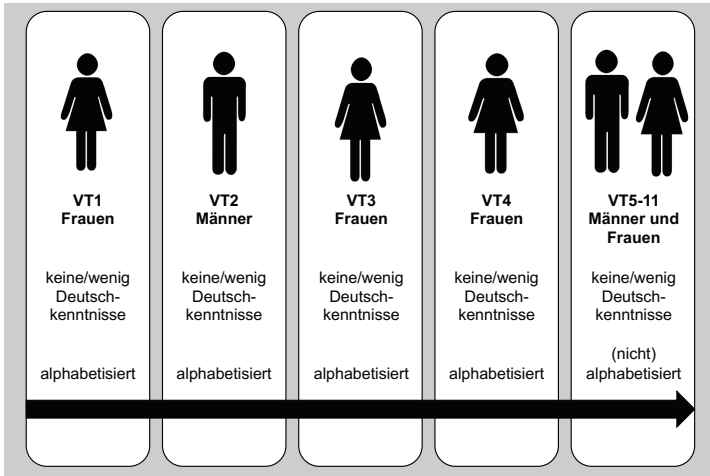 VT1
Frauen
keine/wenig
Deutsch-
kenntnisse
alphabetisiert
VT2
Männer
keine/wenig
Deutsch-
kenntnisse
alphabetisiert
VT3
Frauen
keine/wenig
Deutsch-
kenntnisse
alphabetisiert
VT4
Frauen
keine/wenig
Deutsch-
kenntnisse
alphabetisiert
VT5-11
Männer und
Frauen
keine/wenig
Deutsch-
kenntnisse
(nicht)
alphabetisiert